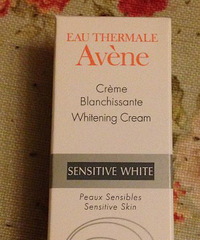 EAU THERMALE
Avène
Crème
Blanchissante
Whitening Cream
SENSITIVE WHITE
Peaux Sensibles
Sensitive Skin